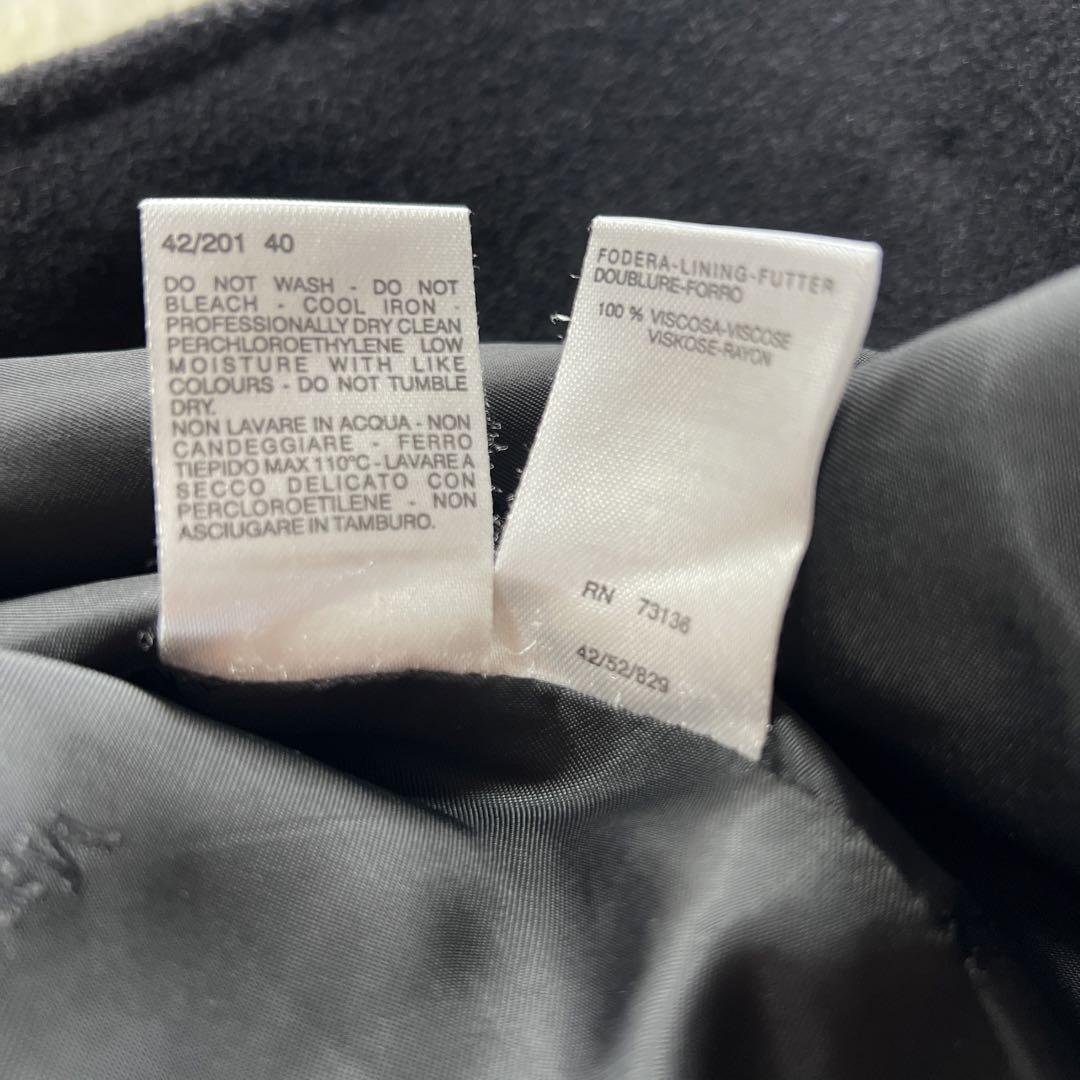 42/201 40
DO NOT WASH - DO NOT
BLEACH - COOL IRON -
PROFESSIONALLY DRY CLEAN
PERCHLOROETHYLENE LOW
MOISTURE WITH LIKE
COLOURS - DO NOT TUMBLE
DRY.
NON LAVARE IN ACQUA - NON
CANDEGGIARE - FERRO
TIEPIDO MAX 110°C - LAVARE A
SECCO DELICATO CON
PERCLOROETILENE - NON
ASCIUGARE IN TAMBURO.
FODERA-LINING-FUTTER
DOUBLURE-FORRO
100 % VISCOSA-VISCOSE
VISKOSE-RAYON
RN 73136
42/52/829